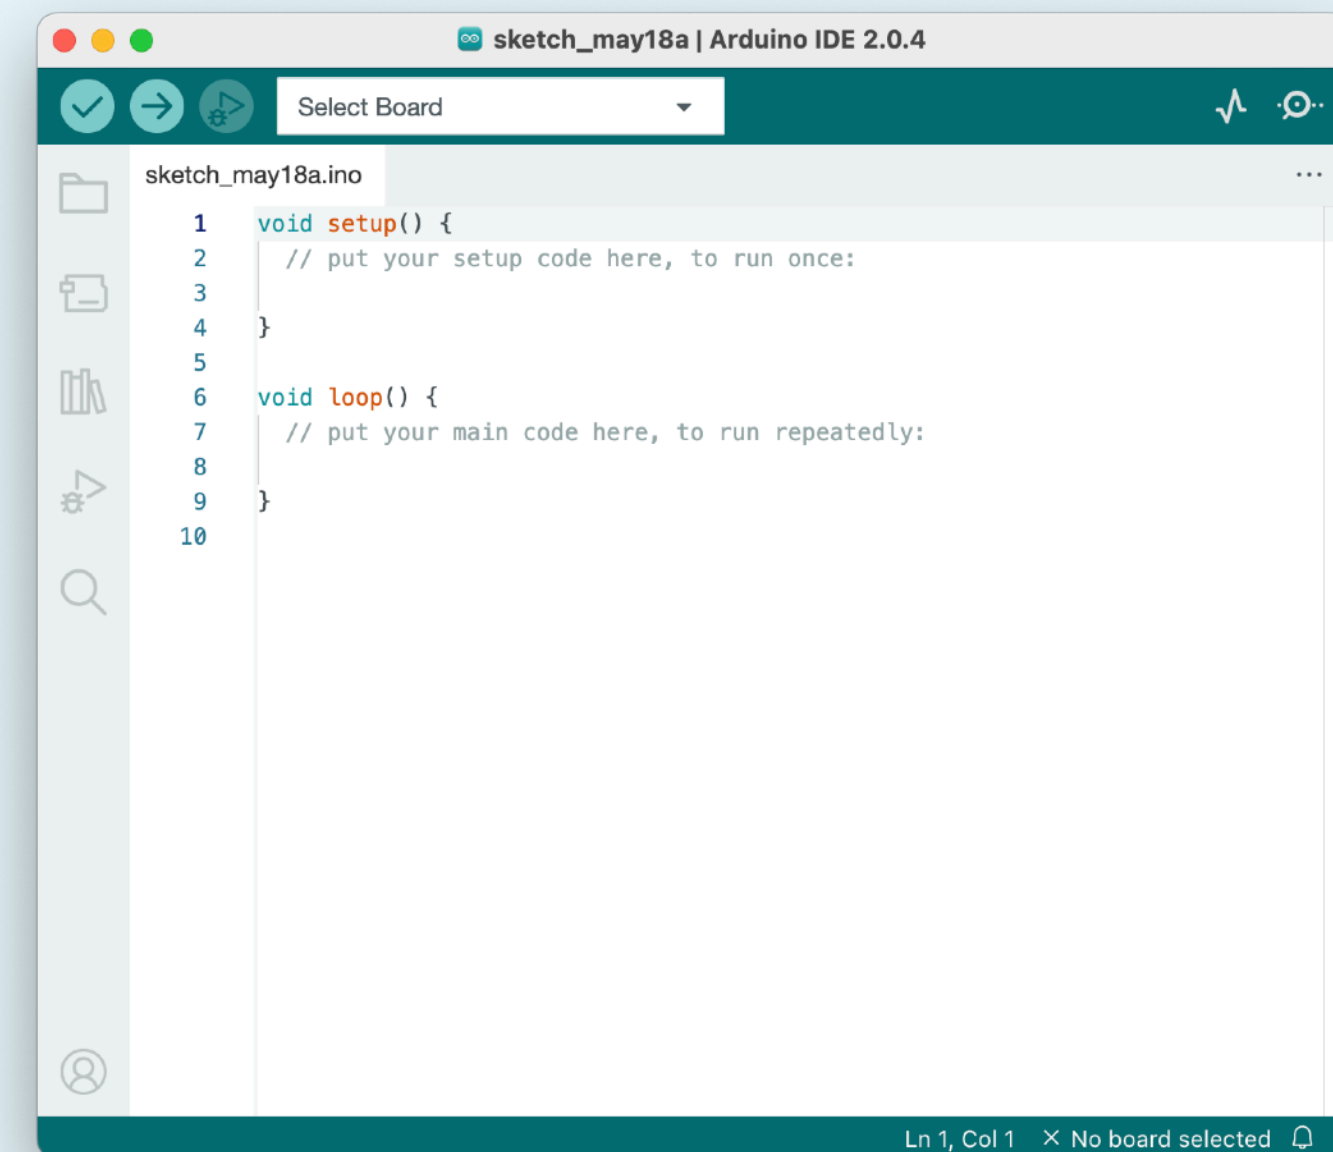 sketch_may18a | Arduino IDE 2.0.4
Select Board
sketch_may18a.ino
1 void setup() {
2 // put your setup code here, to run once:
3
4 }
5
6 void loop() {
7 // put your main code here, to run repeatedly:
8
9 }
10
Ln 1, Col 1 × No board selected